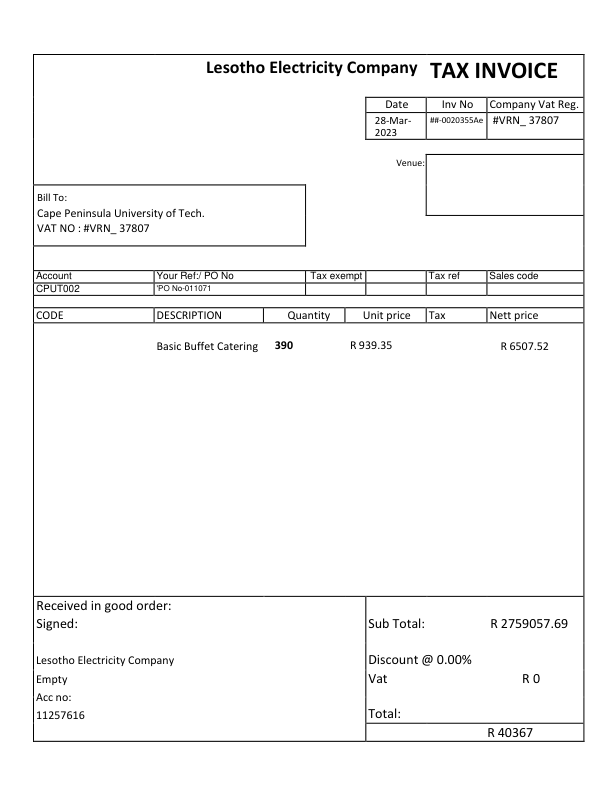 Lesotho Electricity Company TAX INVOICE
Date Inv No Company Vat Reg.
28-Mar-2023 ##-0020355Ae #VRN_ 37807
Venue:
Bill To:
Cape Peninsula University of Tech.
VAT NO : #VRN_ 37807
Account Your Ref:/ PO No Tax exempt Tax ref Sales code
CPUT002 'PO No-011071
CODE DESCRIPTION Quantity Unit price Tax Nett price
Basic Buffet Catering 390 R 939.35 R 6507.52
Received in good order:
Signed: Sub Total: R 2759057.69
Lesotho Electricity Company Discount @ 0.00%
Empty Vat R 0
Acc no:
11257616 Total:
R 40367